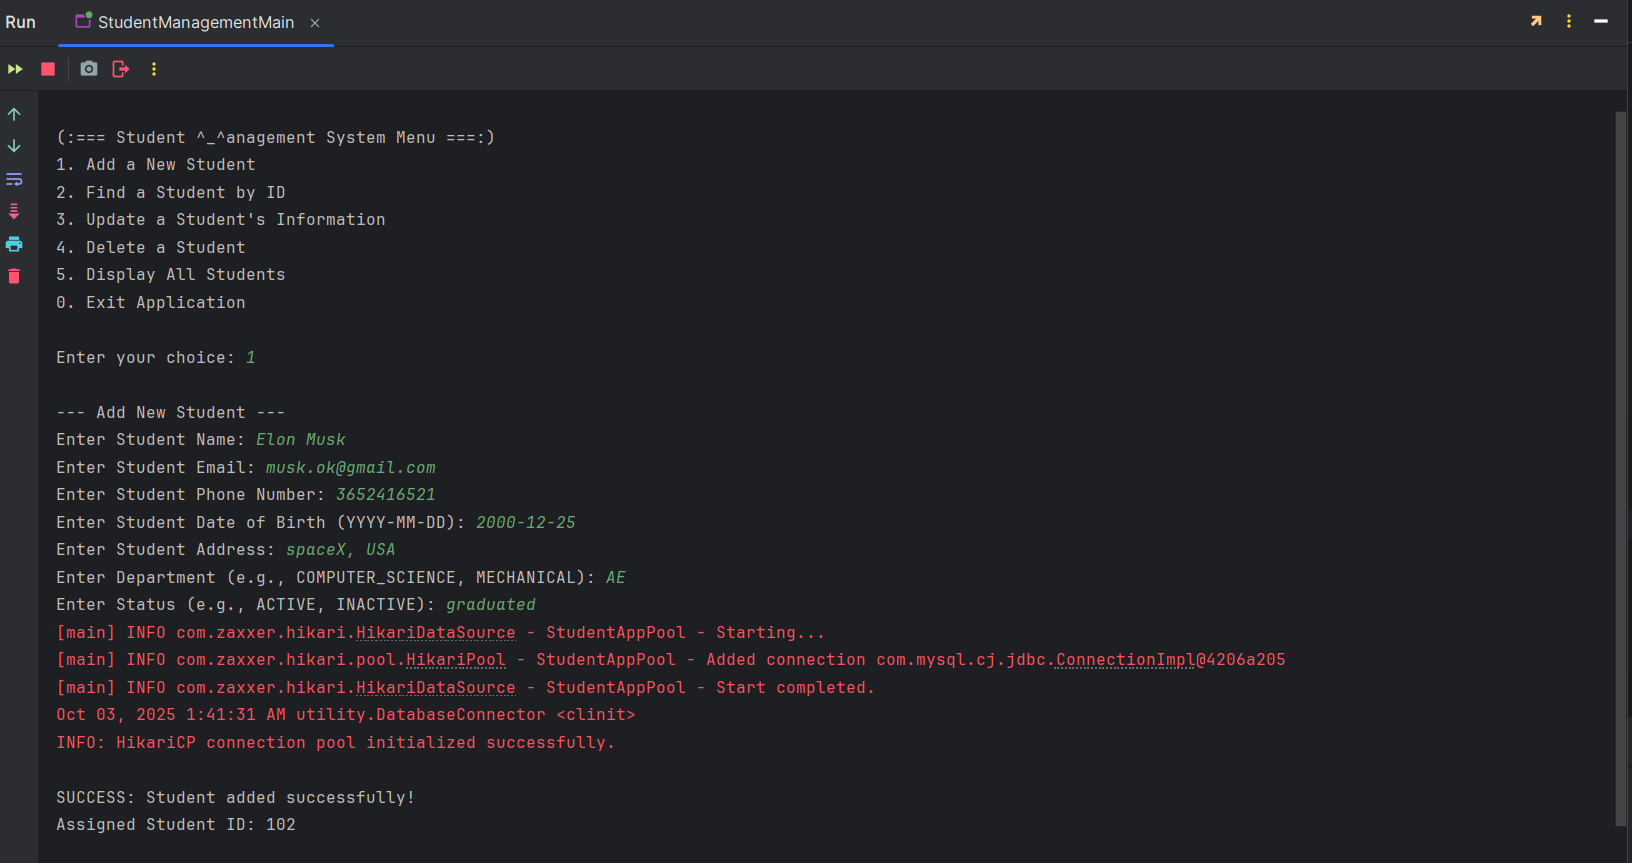 Run StudentManagementMain
(:=== Student ^_^anagement System Menu ===:)
1. Add a New Student
2. Find a Student by ID
3. Update a Student's Information
4. Delete a Student
5. Display All Students
0. Exit Application
Enter your choice: 1
--- Add New Student ---
Enter Student Name: Elon Musk
Enter Student Email: musk.ok@gmail.com
Enter Student Phone Number: 3652416521
Enter Student Date of Birth (YYYY-MM-DD): 2000-12-25
Enter Student Address: spaceX, USA
Enter Department (e.g., COMPUTER_SCIENCE, MECHANICAL): AE
Enter Status (e.g., ACTIVE, INACTIVE): graduated
[main] INFO com.zaxxer.hikari.HikariDataSource - StudentAppPool - Starting...
[main] INFO com.zaxxer.hikari.pool.HikariPool - StudentAppPool - Added connection com.mysql.cj.jdbc.ConnectionImpl@4206a205
[main] INFO com.zaxxer.hikari.HikariDataSource - StudentAppPool - Start completed.
Oct 03, 2025 1:41:31 AM utility.DatabaseConnector <clinit>
INFO: HikariCP connection pool initialized successfully.
SUCCESS: Student added successfully!
Assigned Student ID: 102